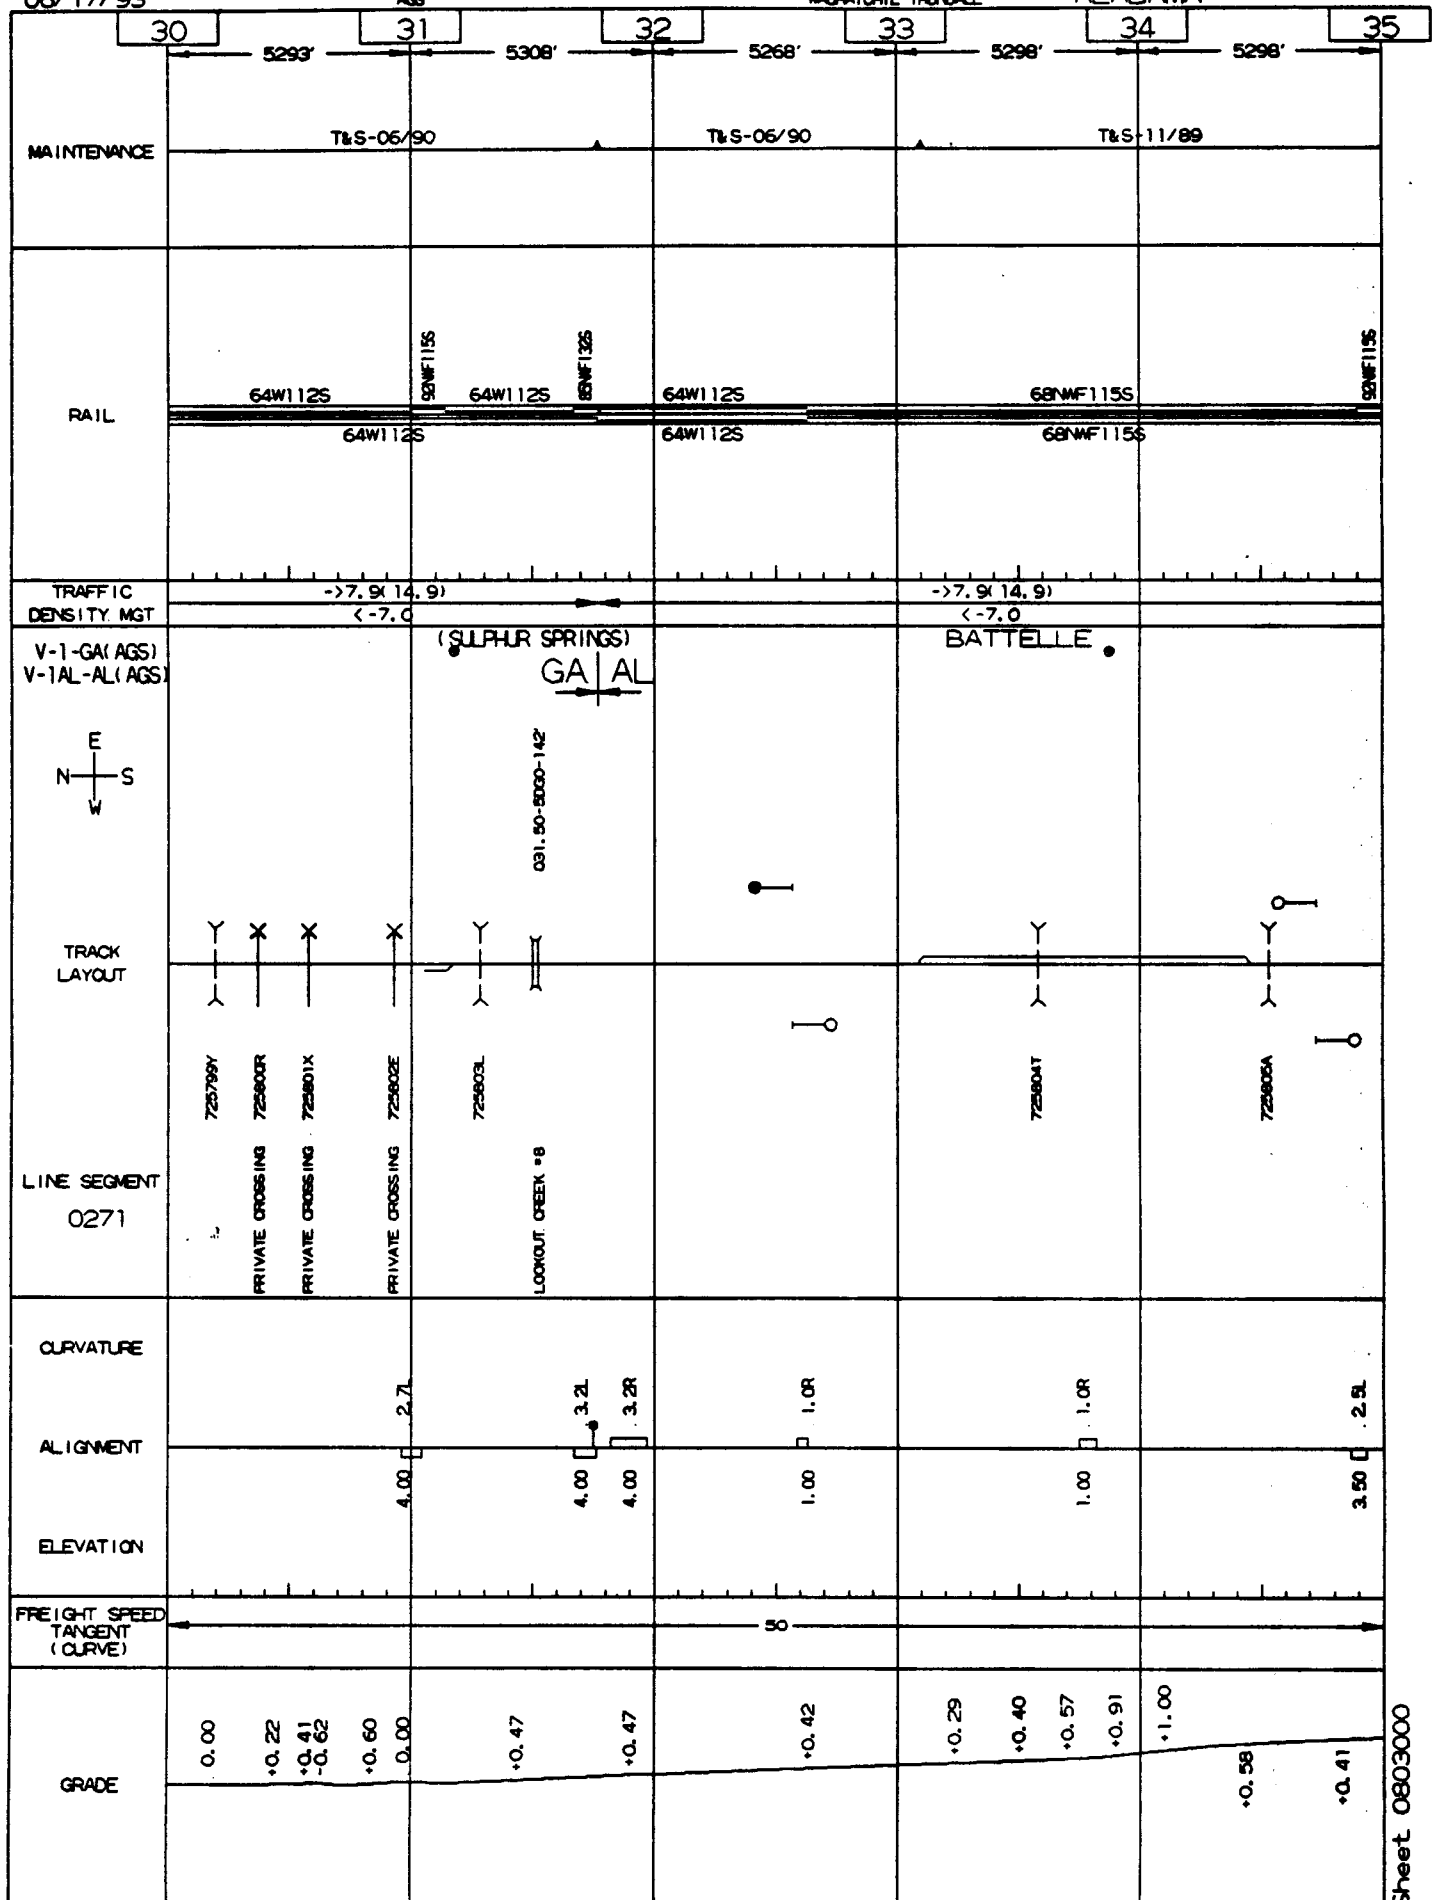 AGS
30 31 32 33 34 35
5293' 5308' 5268' 5298' 5298'
MAINTENANCE
T&S-06/90 T&S-06/90 T&S-11/89
92NWF115S 85NWF132S 92NWF115S
64W112S 64W112S 64W112S 68NWF115S
RAIL
64W112S 64W112S 68NWF115S
TRAFFIC
DENSITY MGT
->7.9(14.9) ->7.9(14.9)
<-7.0 <-7.0
V-1-GA(AGS)
V-1AL-AL(AGS)
(SULPHUR SPRINGS) BATTELLE
GA AL
E
N S
W
031.50-5DGO-142'
TRACK
LAYOUT
725799Y
PRIVATE CROSSING 725800R
PRIVATE CROSSING 725801X
PRIVATE CROSSING 725802E
725803L
LOOKOUT CREEK #8
725804T
725805A
LINE SEGMENT
0271
CURVATURE
2.7L 3.2L 3.2R 1.0R 1.0R 2.5L
ALIGNMENT
4.00 4.00 4.00 1.00 1.00 3.50
ELEVATION
FREIGHT SPEED
TANGENT
(CURVE)
50
GRADE
0.00 +0.22 +0.41 -0.62 +0.60 0.00 +0.47 +0.47 +0.42 +0.29 +0.40 +0.57 +0.91 +1.00 +0.58 +0.41
Sheet 0803000